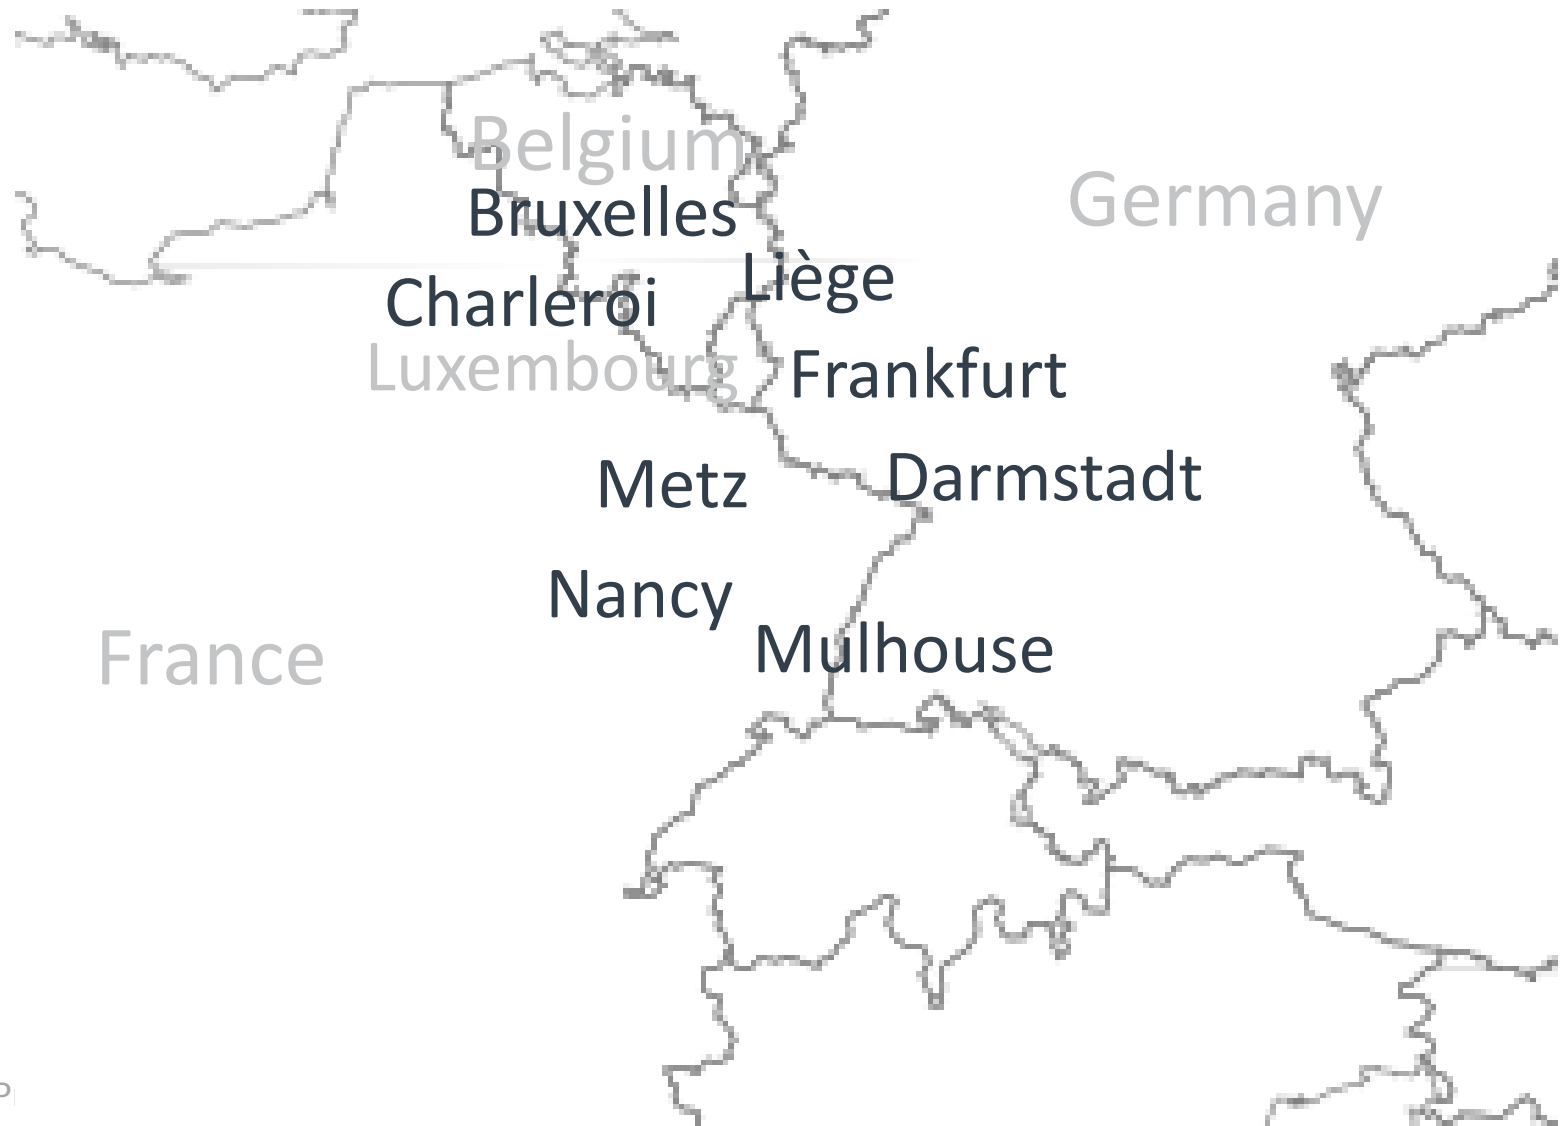 Belgium
Germany
Bruxelles
Liège
Charleroi
Luxembourg
Frankfurt
Metz
Darmstadt
Nancy
Mulhouse
France